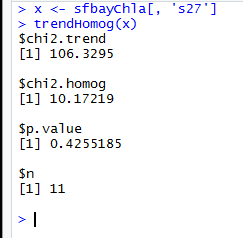 > x <- sfbayChla[, 's27']
> trendHomog(x)
$chi2.trend
[1] 106.3295
$chi2.homog
[1] 10.17219
$p.value
[1] 0.4255185
$n
[1] 11
>